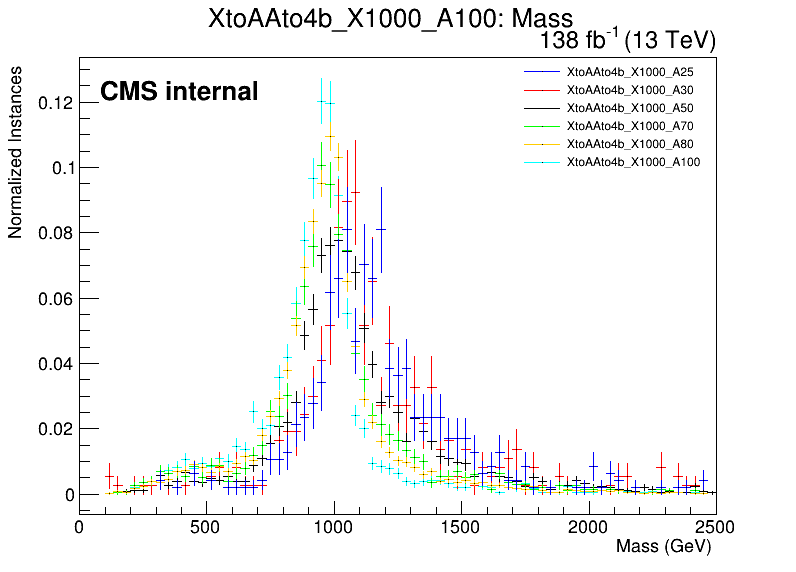 XtoAAto4b_X1000_A100: Mass
138 fb-1 (13 TeV)
CMS internal
XtoAAto4b_X1000_A25
XtoAAto4b_X1000_A30
XtoAAto4b_X1000_A50
XtoAAto4b_X1000_A70
XtoAAto4b_X1000_A80
XtoAAto4b_X1000_A100
Normalized Instances
0.12
0.1
0.08
0.06
0.04
0.02
0
0 500 1000 1500 2000 2500
Mass (GeV)